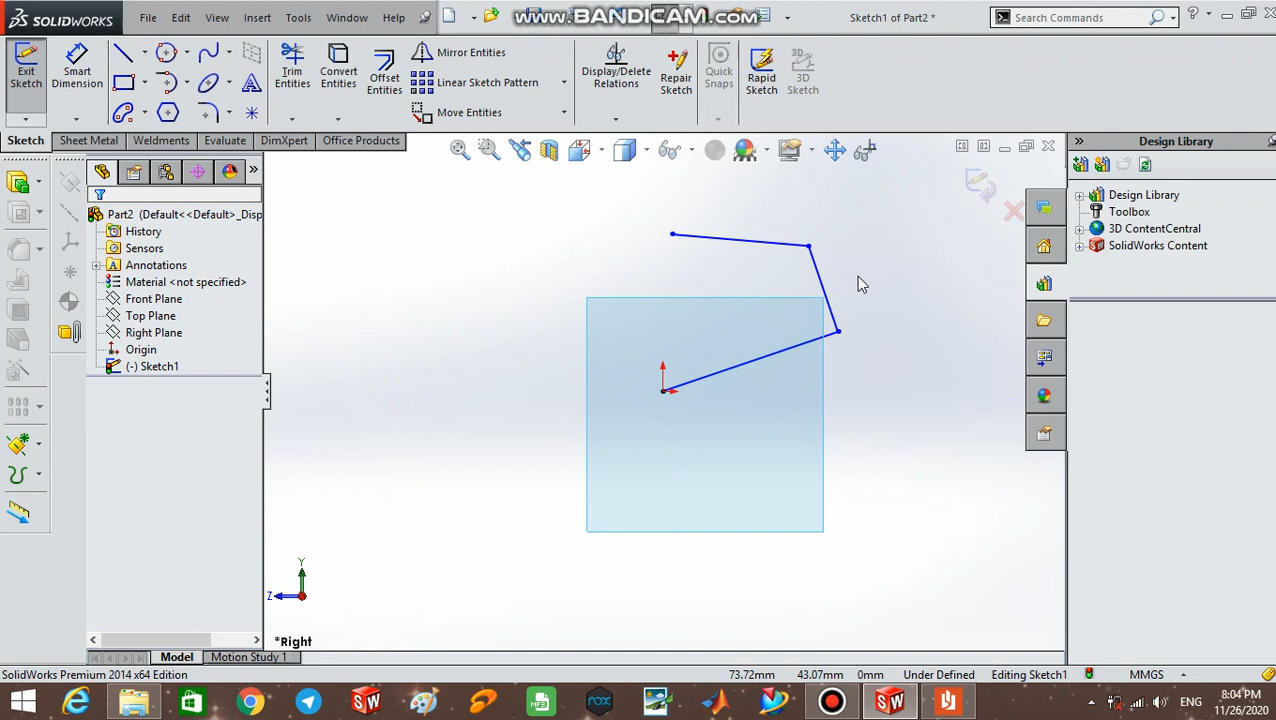 SOLIDWORKS File Edit View Insert Tools Window Help www.BANDICAM.com Sketch1 of Part2 * Search Commands
Exit Sketch
Smart Dimension
Trim Entities
Convert Entities
Offset Entities
Mirror Entities
Linear Sketch Pattern
Move Entities
Display/Delete Relations
Repair Sketch
Quick Snaps
Rapid Sketch
3D Sketch
Sketch Sheet Metal Weldments Evaluate DimXpert Office Products
Design Library
Part2 (Default<<Default>_Disp
History
Sensors
Annotations
Material <not specified>
Front Plane
Top Plane
Right Plane
Origin
(-) Sketch1
Design Library
Toolbox
3D ContentCentral
SolidWorks Content
Y
Z
*Right
Model Motion Study 1
SolidWorks Premium 2014 x64 Edition 73.72mm 43.07mm 0mm Under Defined Editing Sketch1 MMGS
ENG
8:04 PM
11/26/2020